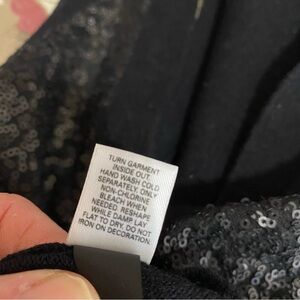 TURN GARMENT
INSIDE OUT.
HAND WASH COLD
SEPARATELY. ONLY
NON-CHLORINE
BLEACH WHEN
NEEDED. RESHAPE
WHILE DAMP. LAY
FLAT TO DRY. DO NOT
IRON ON DECORATION.